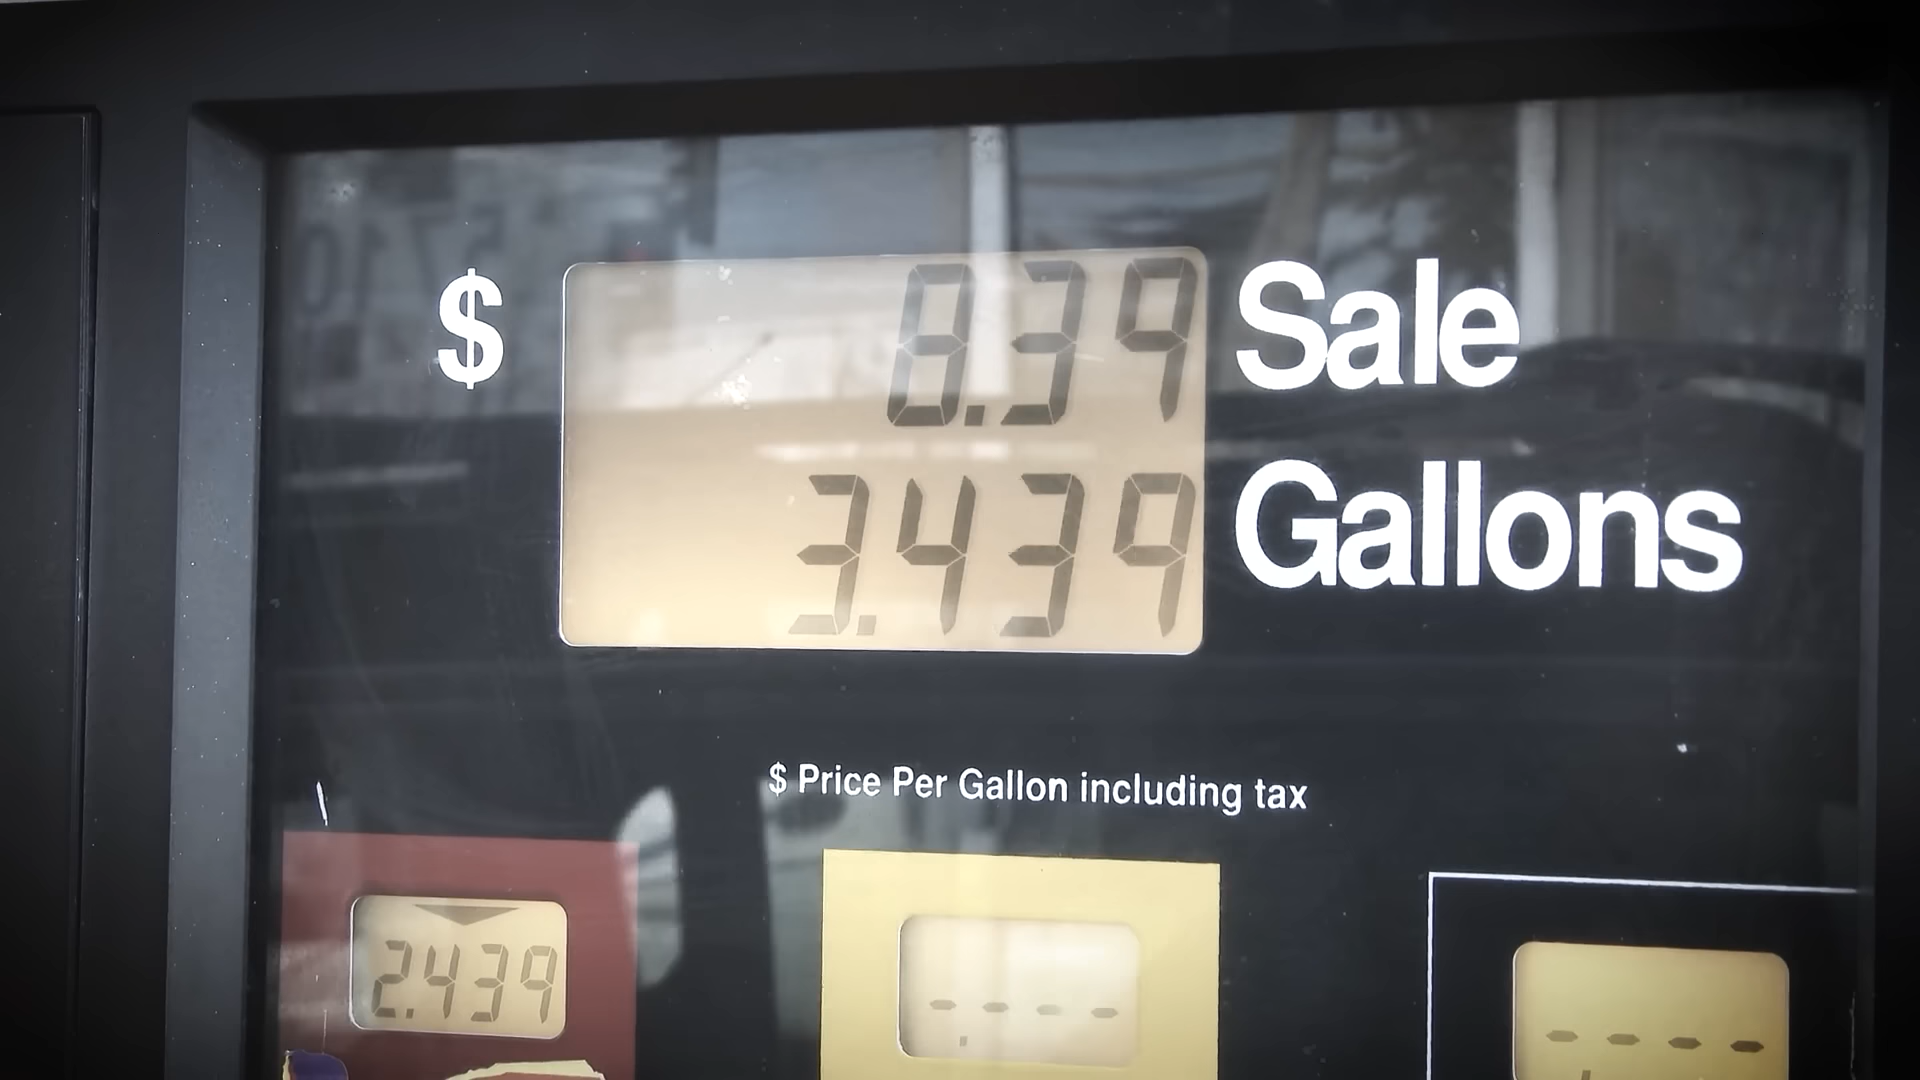 $ 8.39 Sale
3.439 Gallons
$ Price Per Gallon including tax
2.439
- - - -
- - - -